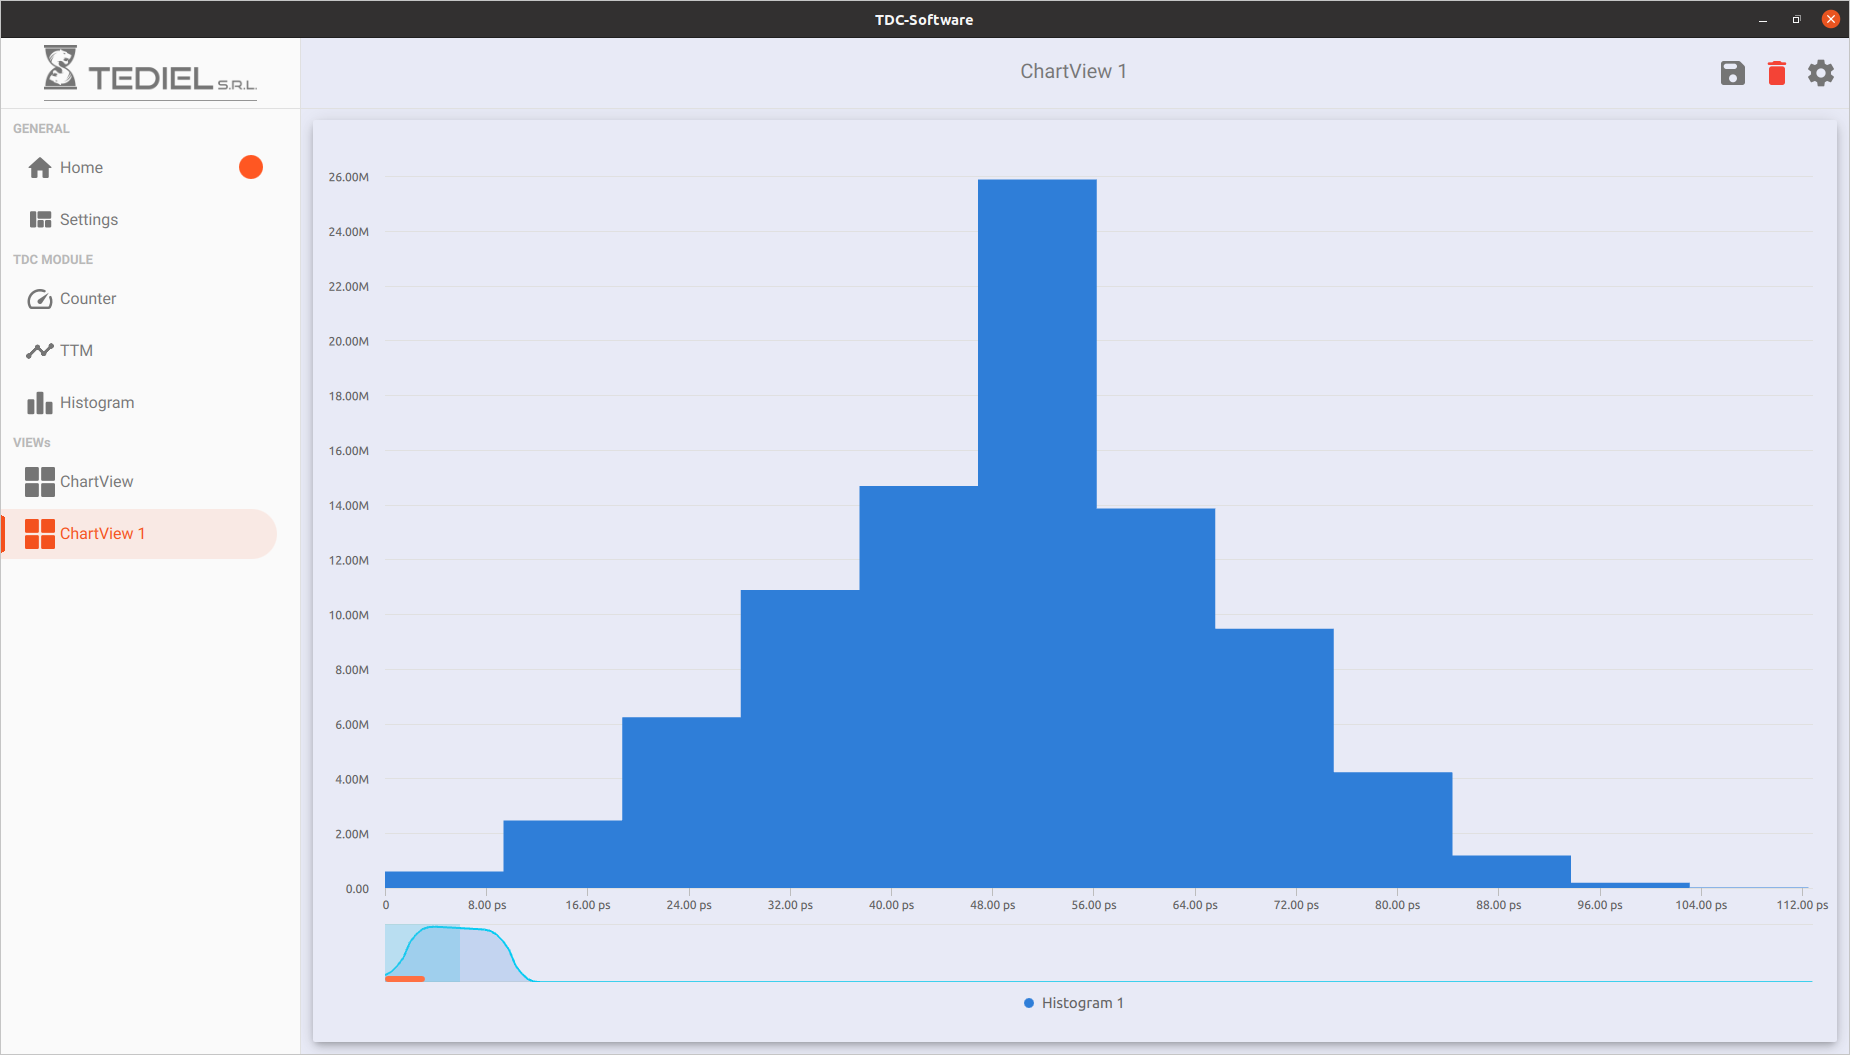 TDC-Software
TEDIEL S.R.L.
ChartView 1
GENERAL
Home
Settings
TDC MODULE
Counter
TTM
Histogram
VIEWs
ChartView
ChartView 1
26.00M
24.00M
22.00M
20.00M
18.00M
16.00M
14.00M
12.00M
10.00M
8.00M
6.00M
4.00M
2.00M
0.00
0 8.00 ps 16.00 ps 24.00 ps 32.00 ps 40.00 ps 48.00 ps 56.00 ps 64.00 ps 72.00 ps 80.00 ps 88.00 ps 96.00 ps 104.00 ps 112.00 ps
Histogram 1